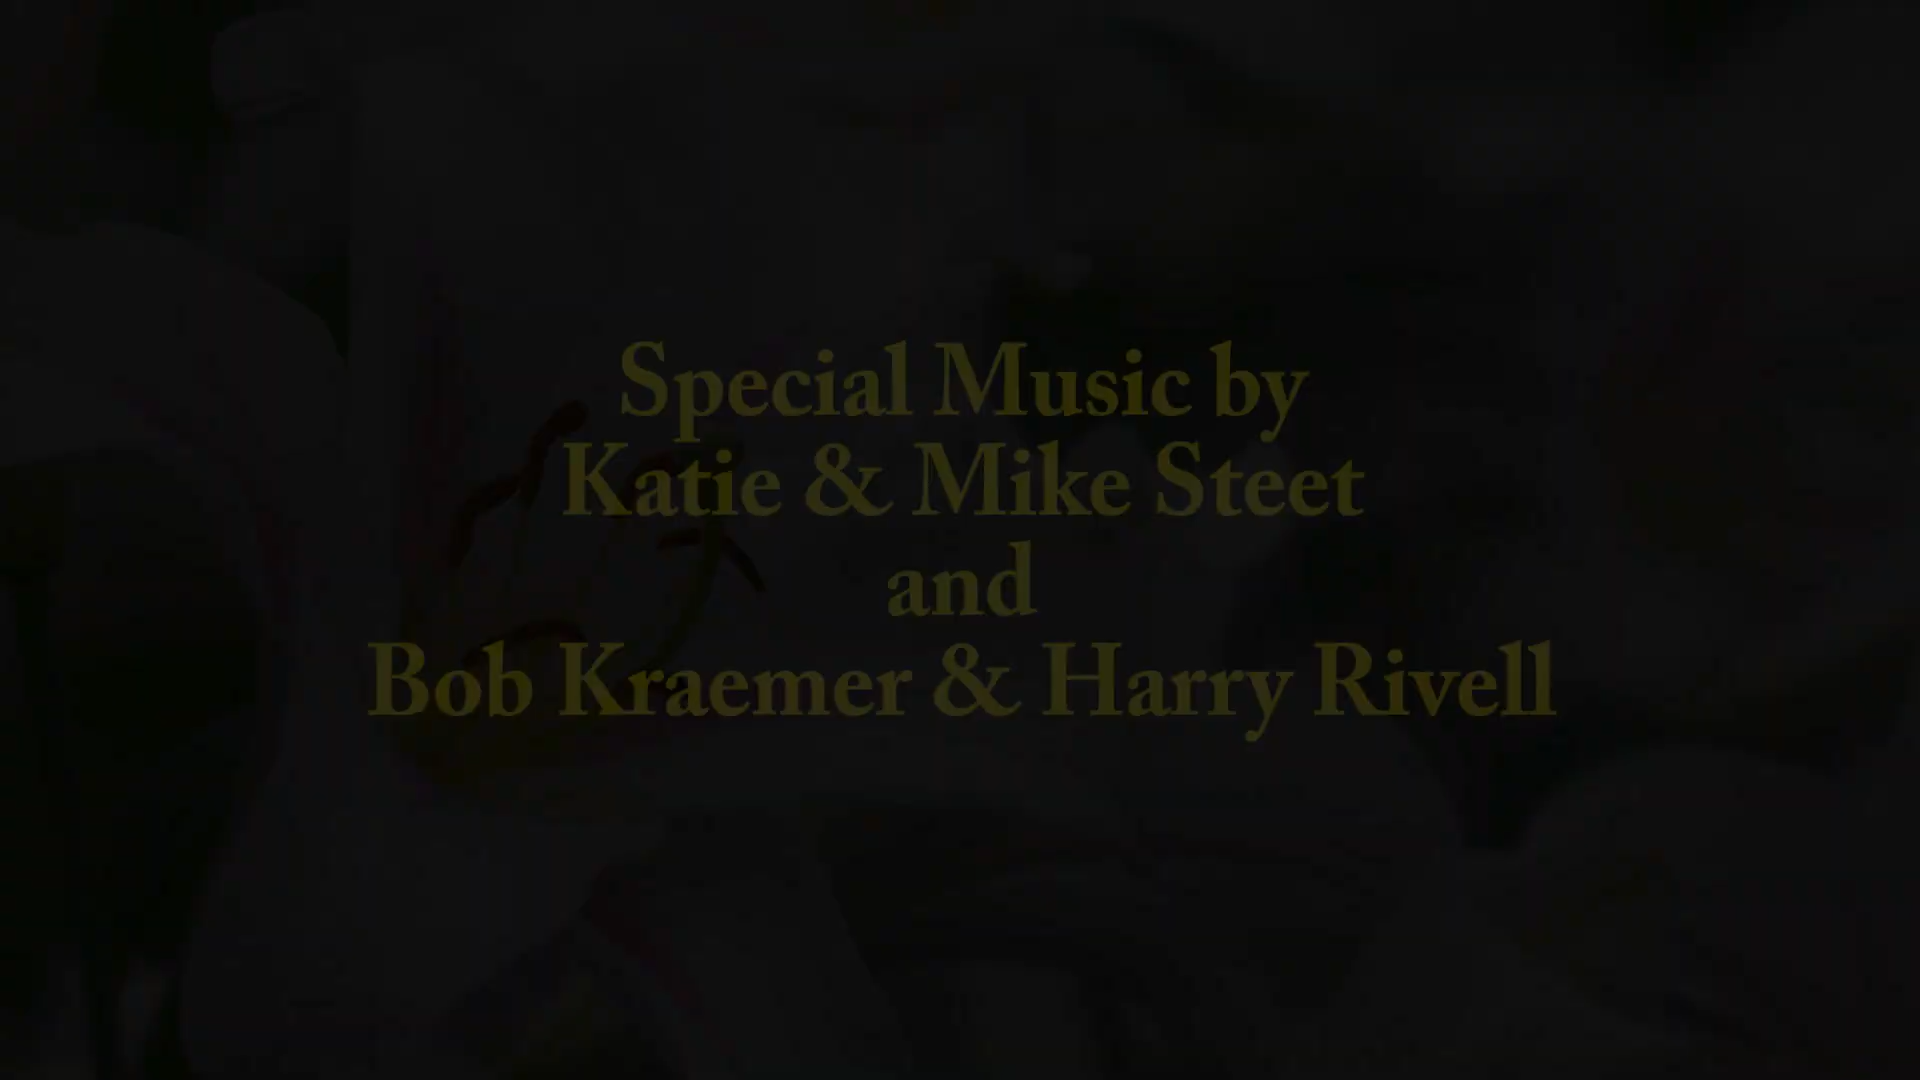 Special Music by
Katie & Mike Steet
and
Bob Kraemer & Harry Rivell